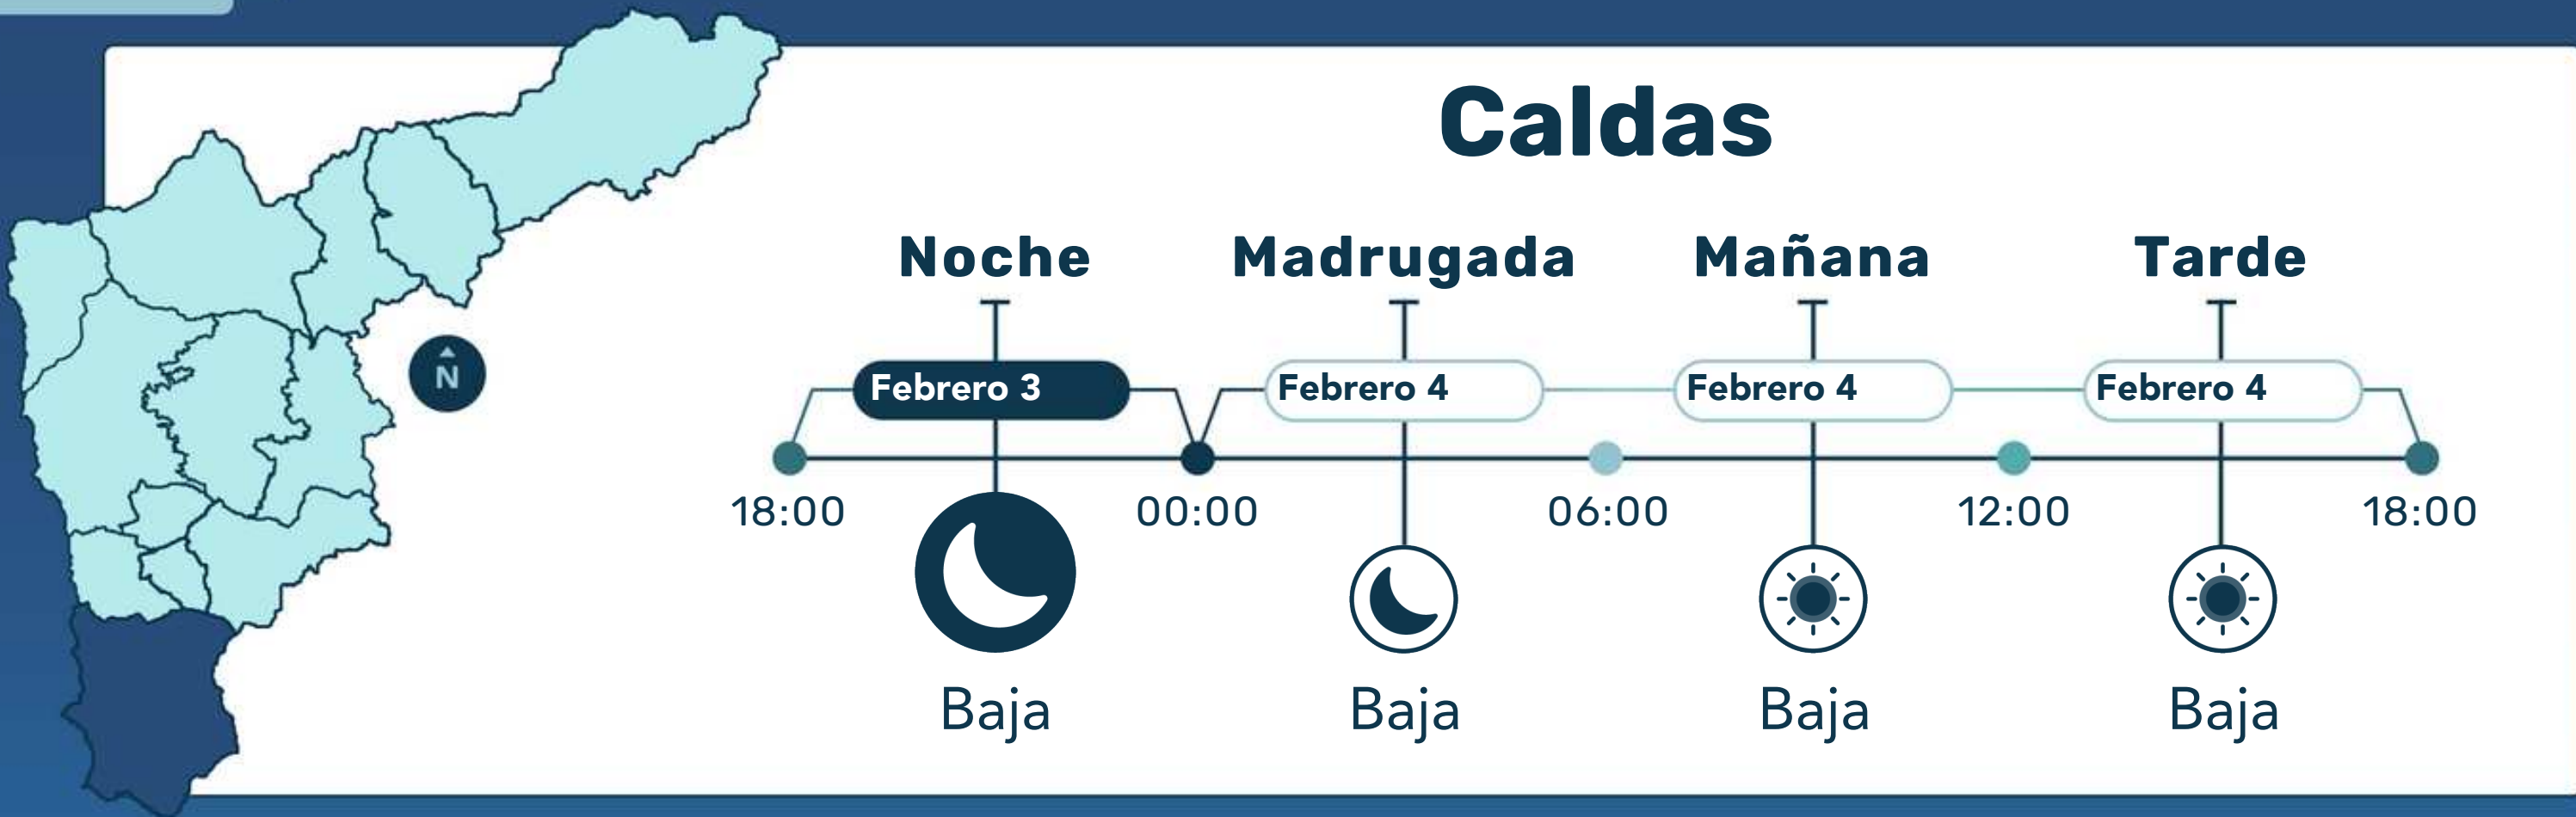 Caldas
Noche Madrugada Mañana Tarde
Febrero 3 Febrero 4 Febrero 4 Febrero 4
N
18:00 00:00 06:00 12:00 18:00
Baja Baja Baja Baja